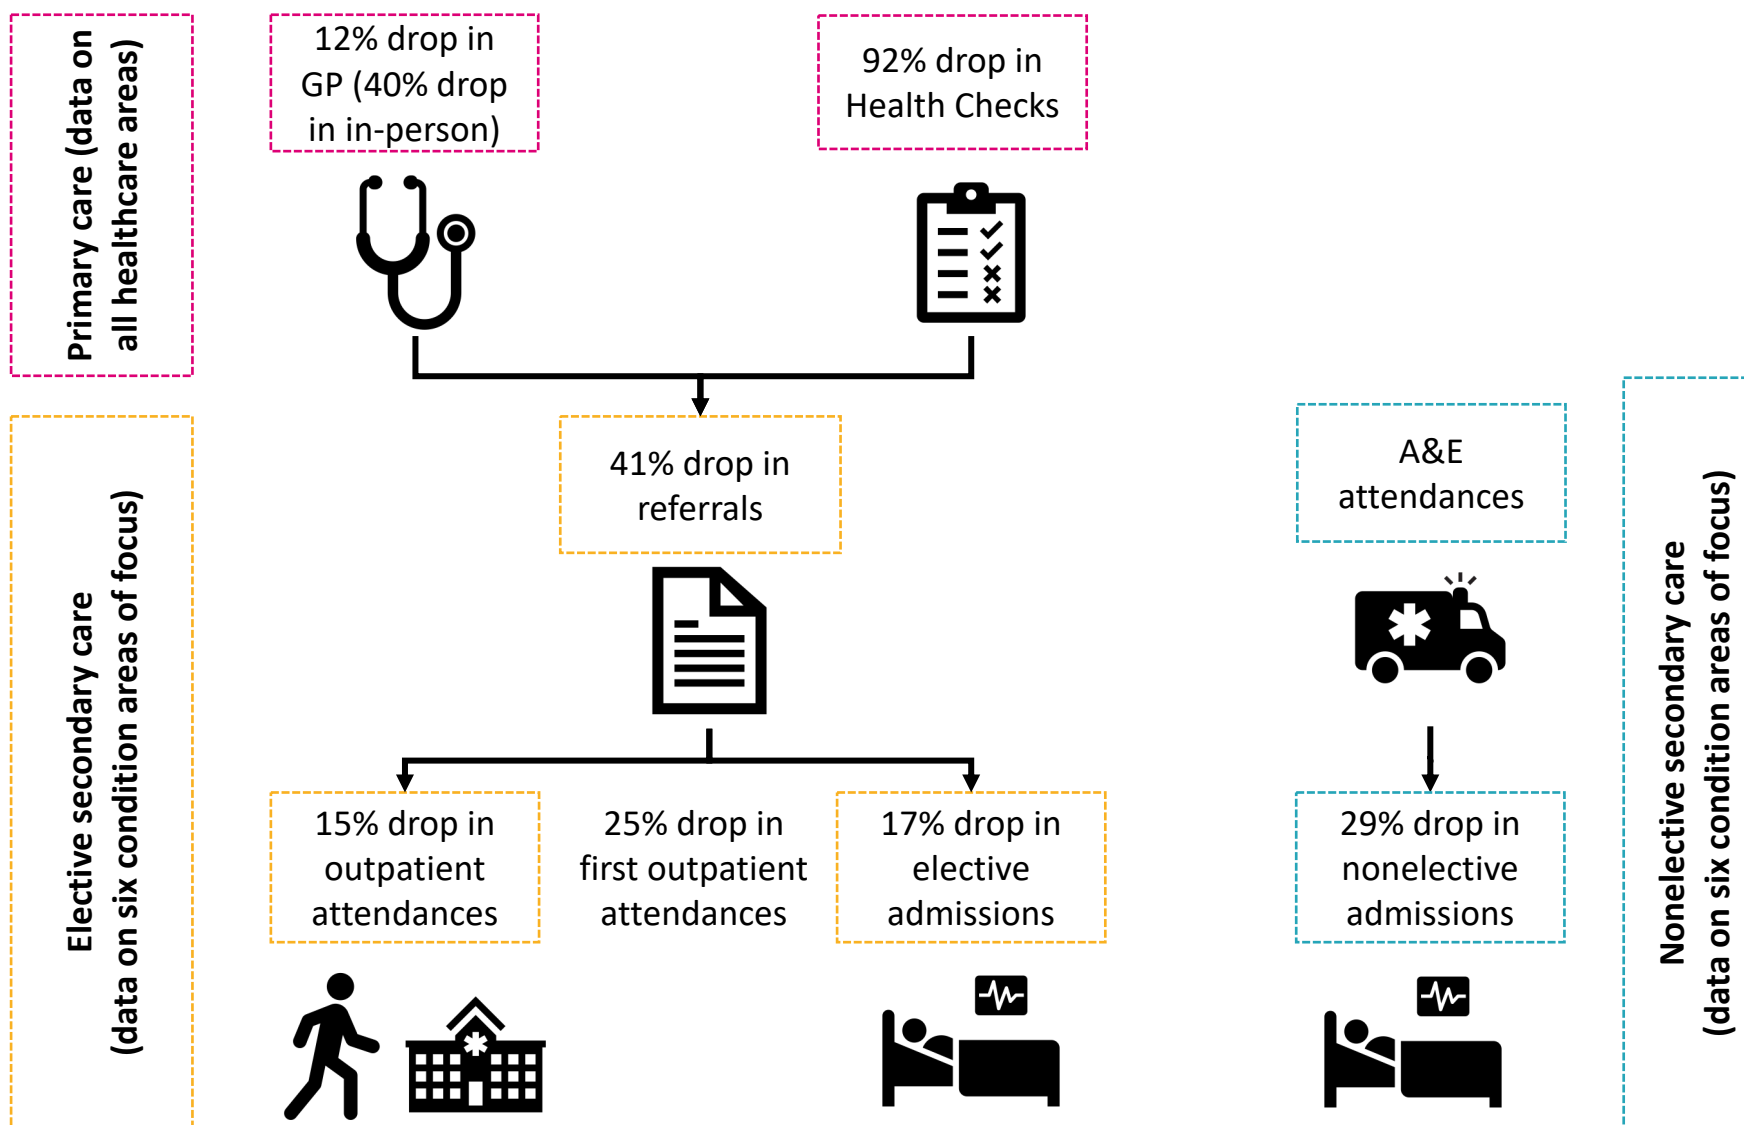 Primary care (data on
all healthcare areas)
12% drop in
GP (40% drop
in in-person)
92% drop in
Health Checks
Elective secondary care
(data on six condition areas of focus)
41% drop in
referrals
A&E
attendances
Nonelective secondary care
(data on six condition areas of focus)
15% drop in
outpatient
attendances
25% drop in
first outpatient
attendances
17% drop in
elective
admissions
29% drop in
nonelective
admissions